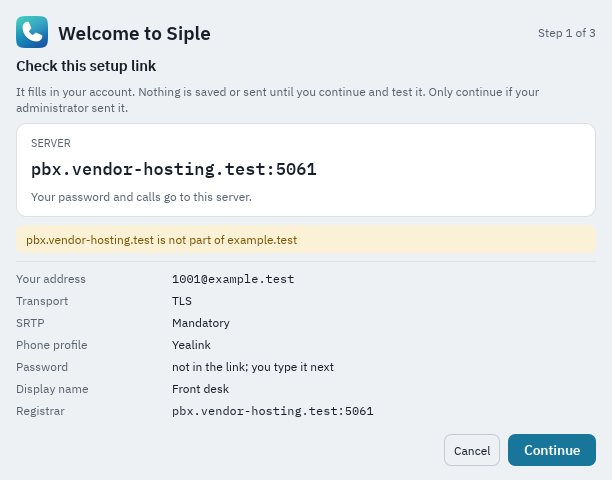 Welcome to Siple
Step 1 of 3
Check this setup link
It fills in your account. Nothing is saved or sent until you continue and test it. Only continue if your
administrator sent it.
SERVER
pbx.vendor-hosting.test:5061
Your password and calls go to this server.
pbx.vendor-hosting.test is not part of example.test
Your address 1001@example.test
Transport TLS
SRTP Mandatory
Phone profile Yealink
Password not in the link; you type it next
Display name Front desk
Registrar pbx.vendor-hosting.test:5061
Cancel Continue